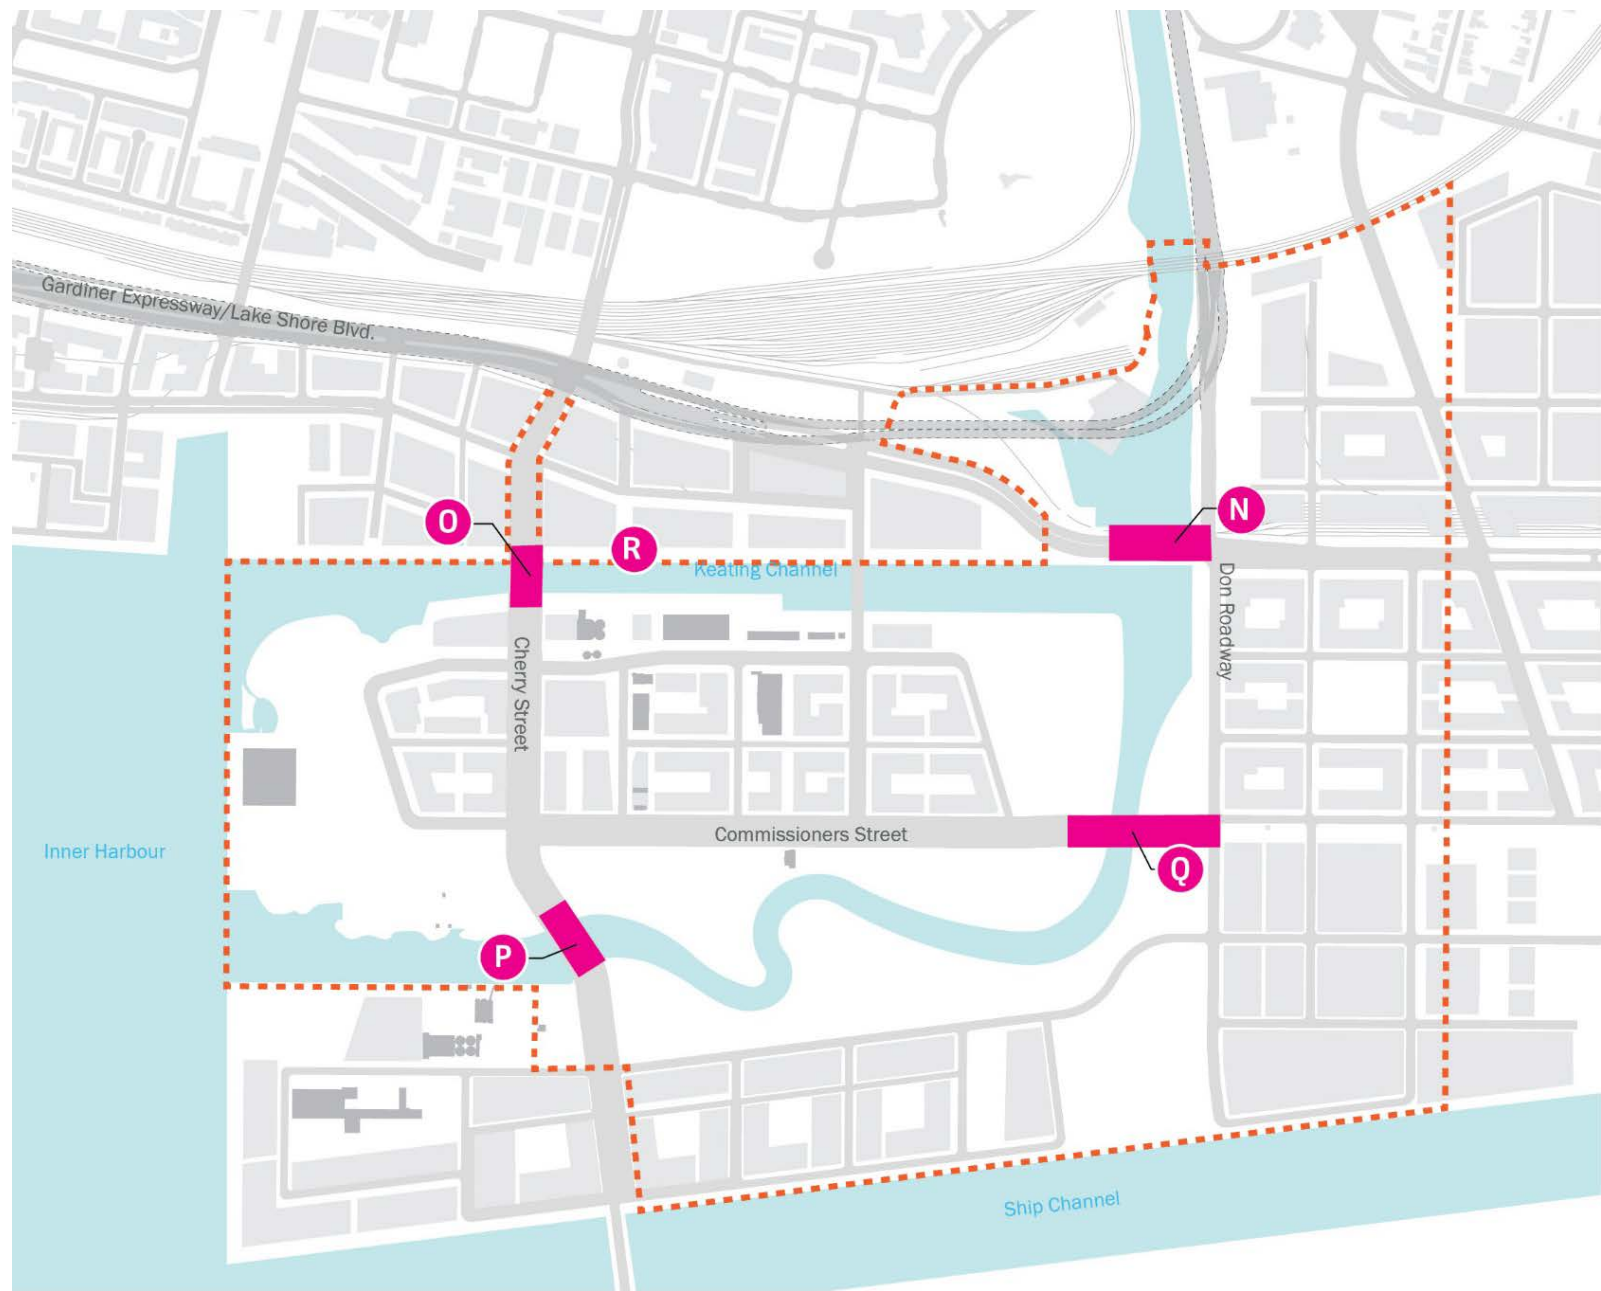 Gardiner Expressway/Lake Shore Blvd.
O
R
N
Keating Channel
Don Roadway
Cherry Street
Inner Harbour
Commissioners Street
Q
P
Ship Channel